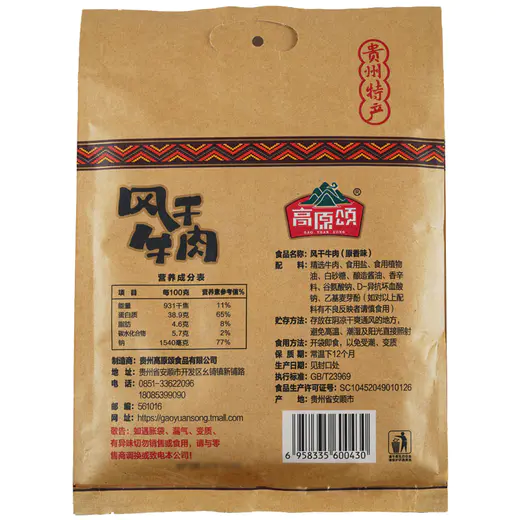 贵州特产
风干
牛肉
高原颂
GAO YUAN SONG
®
营养成分表
项目 每100克 营养素参考值%
能量 931千焦 11%
蛋白质 38.9克 65%
脂肪 4.6克 8%
碳水化合物 5.7克 2%
钠 1540毫克 77%
制造商：贵州高原颂食品有限公司
地址：贵州省安顺市开发区幺铺镇新铺路
电话：0851-33622096
18085399090
邮编：561016
网址：https://gaoyuansong.tmall.com
敬告：如遇胀袋、漏气、变质、
有异味切勿销售或食用，请与零
售商调换或致电本公司！
食品名称：风干牛肉（原香味）
配料：精选牛肉、食用盐、食用植物
油、白砂糖、酿造酱油、香辛
料、谷氨酸钠、D-异抗坏血酸
钠、乙基麦芽酚（如对以上配
料有不良反映者请慎食用）
贮存方法：存放在阴凉干爽通风的地方，
避免高温、潮湿及阳光直接照射
食用方法：开袋即食，以免受潮、变质
保质期：常温下12个月
生产日期：见封口处
执行标准：GB/T23969
食品生产许可证号：SC10452049010126
产地：贵州省安顺市
6 958335 600430